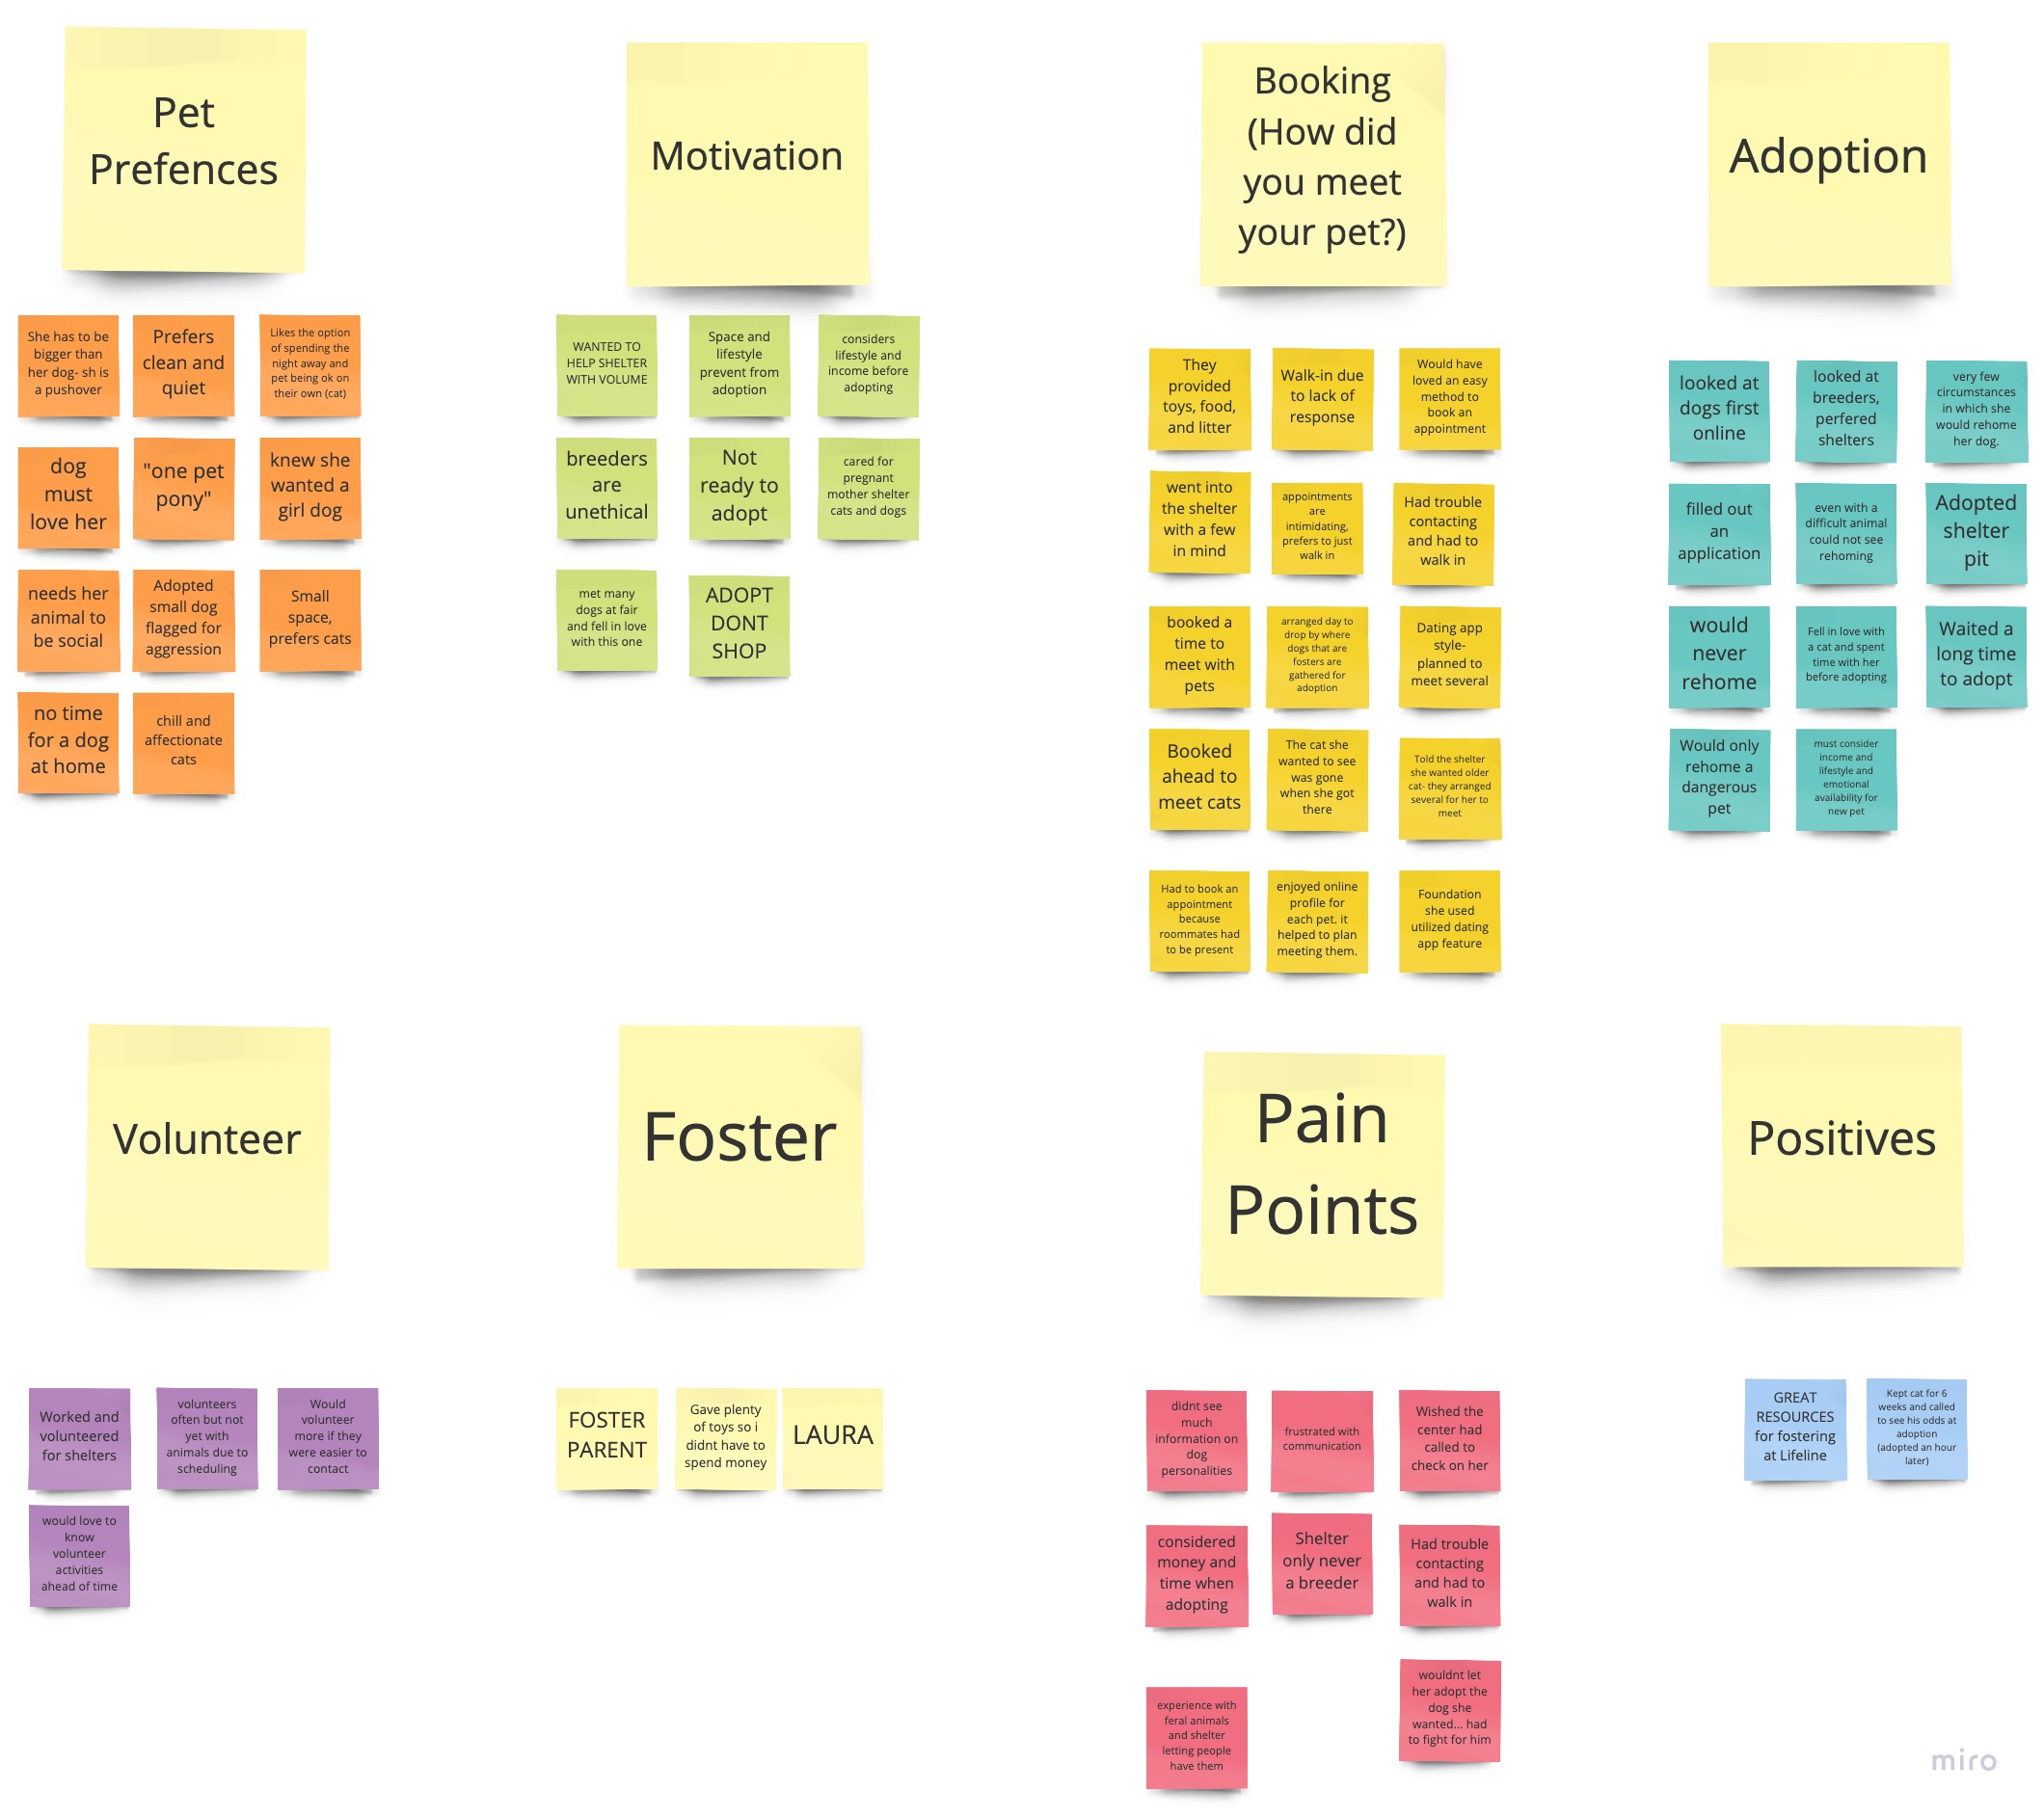 Pet
Prefences
She has to be
bigger than
her dog- sh is
a pushover
Prefers
clean and
quiet
Likes the option
of spending the
night away and
pet being ok on
their own (cat)
dog
must
love her
"one pet
pony"
knew she
wanted a
girl dog
needs her
animal to
be social
Adopted
small dog
flagged for
aggression
Small
space,
prefers cats
no time
for a dog
at home
chill and
affectionate
cats
Motivation
WANTED TO
HELP SHELTER
WITH VOLUME
Space and
lifestyle
prevent from
adoption
considers
lifestyle and
income before
adopting
breeders
are
unethical
Not
ready to
adopt
cared for
pregnant
mother shelter
cats and dogs
met many
dogs at fair
and fell in love
with this one
ADOPT
DONT
SHOP
Booking
(How did
you meet
your pet?)
They
provided
toys, food,
and litter
Walk-in due
to lack of
response
Would have
loved an easy
method to
book an
appointment
went into
the shelter
with a few
in mind
appointments
are
intimidating,
prefers to just
walk in
Had trouble
contacting
and had to
walk in
booked a
time to
meet with
pets
arranged day to
drop by where
dogs that are
fosters are
gathered for
adoption
Dating app
style-
planned to
meet several
Booked
ahead to
meet cats
The cat she
wanted to see
was gone
when she got
there
Told the shelter
she wanted older
cat- they arranged
several for her to
meet
Had to book an
appointment
because
roommates had
to be present
enjoyed online
profile for
each pet. it
helped to plan
meeting them.
Foundation
she used
utilized dating
app feature
Adoption
looked at
dogs first
online
looked at
breeders,
perfered
shelters
very few
circumstances
in which she
would rehome
her dog.
filled out
an
application
even with a
difficult animal
could not see
rehoming
Adopted
shelter
pit
would
never
rehome
Fell in love with
a cat and spent
time with her
before adopting
Waited a
long time
to adopt
Would only
rehome a
dangerous
pet
must consider
income and
lifestyle and
emotional
availability for
new pet
Volunteer
Worked and
volunteered
for shelters
volunteers
often but not
yet with
animals due to
scheduling
Would
volunteer
more if they
were easier to
contact
would love to
know
volunteer
activities
ahead of time
Foster
FOSTER
PARENT
Gave plenty
of toys so i
didnt have to
spend money
LAURA
Pain
Points
didnt see
much
information on
dog
personalities
frustrated with
communication
Wished the
center had
called to
check on her
considered
money and
time when
adopting
Shelter
only never
a breeder
Had trouble
contacting
and had to
walk in
experience with
feral animals
and shelter
letting people
have them
wouldnt let
her adopt the
dog she
wanted... had
to fight for him
Positives
GREAT
RESOURCES
for fostering
at Lifeline
Kept cat for 6
weeks and called
to see his odds at
adoption
(adopted an hour
later)
miro